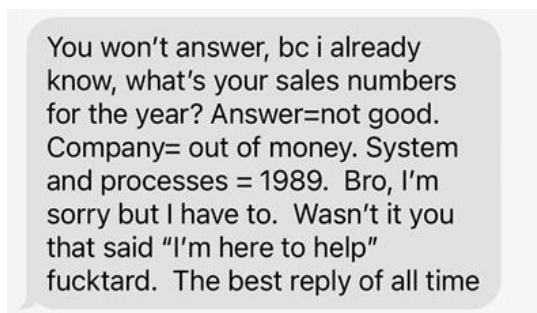 You won't answer, bc i already
know, what's your sales numbers
for the year? Answer=not good.
Company= out of money. System
and processes = 1989.  Bro, I'm
sorry but I have to.  Wasn't it you
that said “I'm here to help”
fucktard.  The best reply of all time